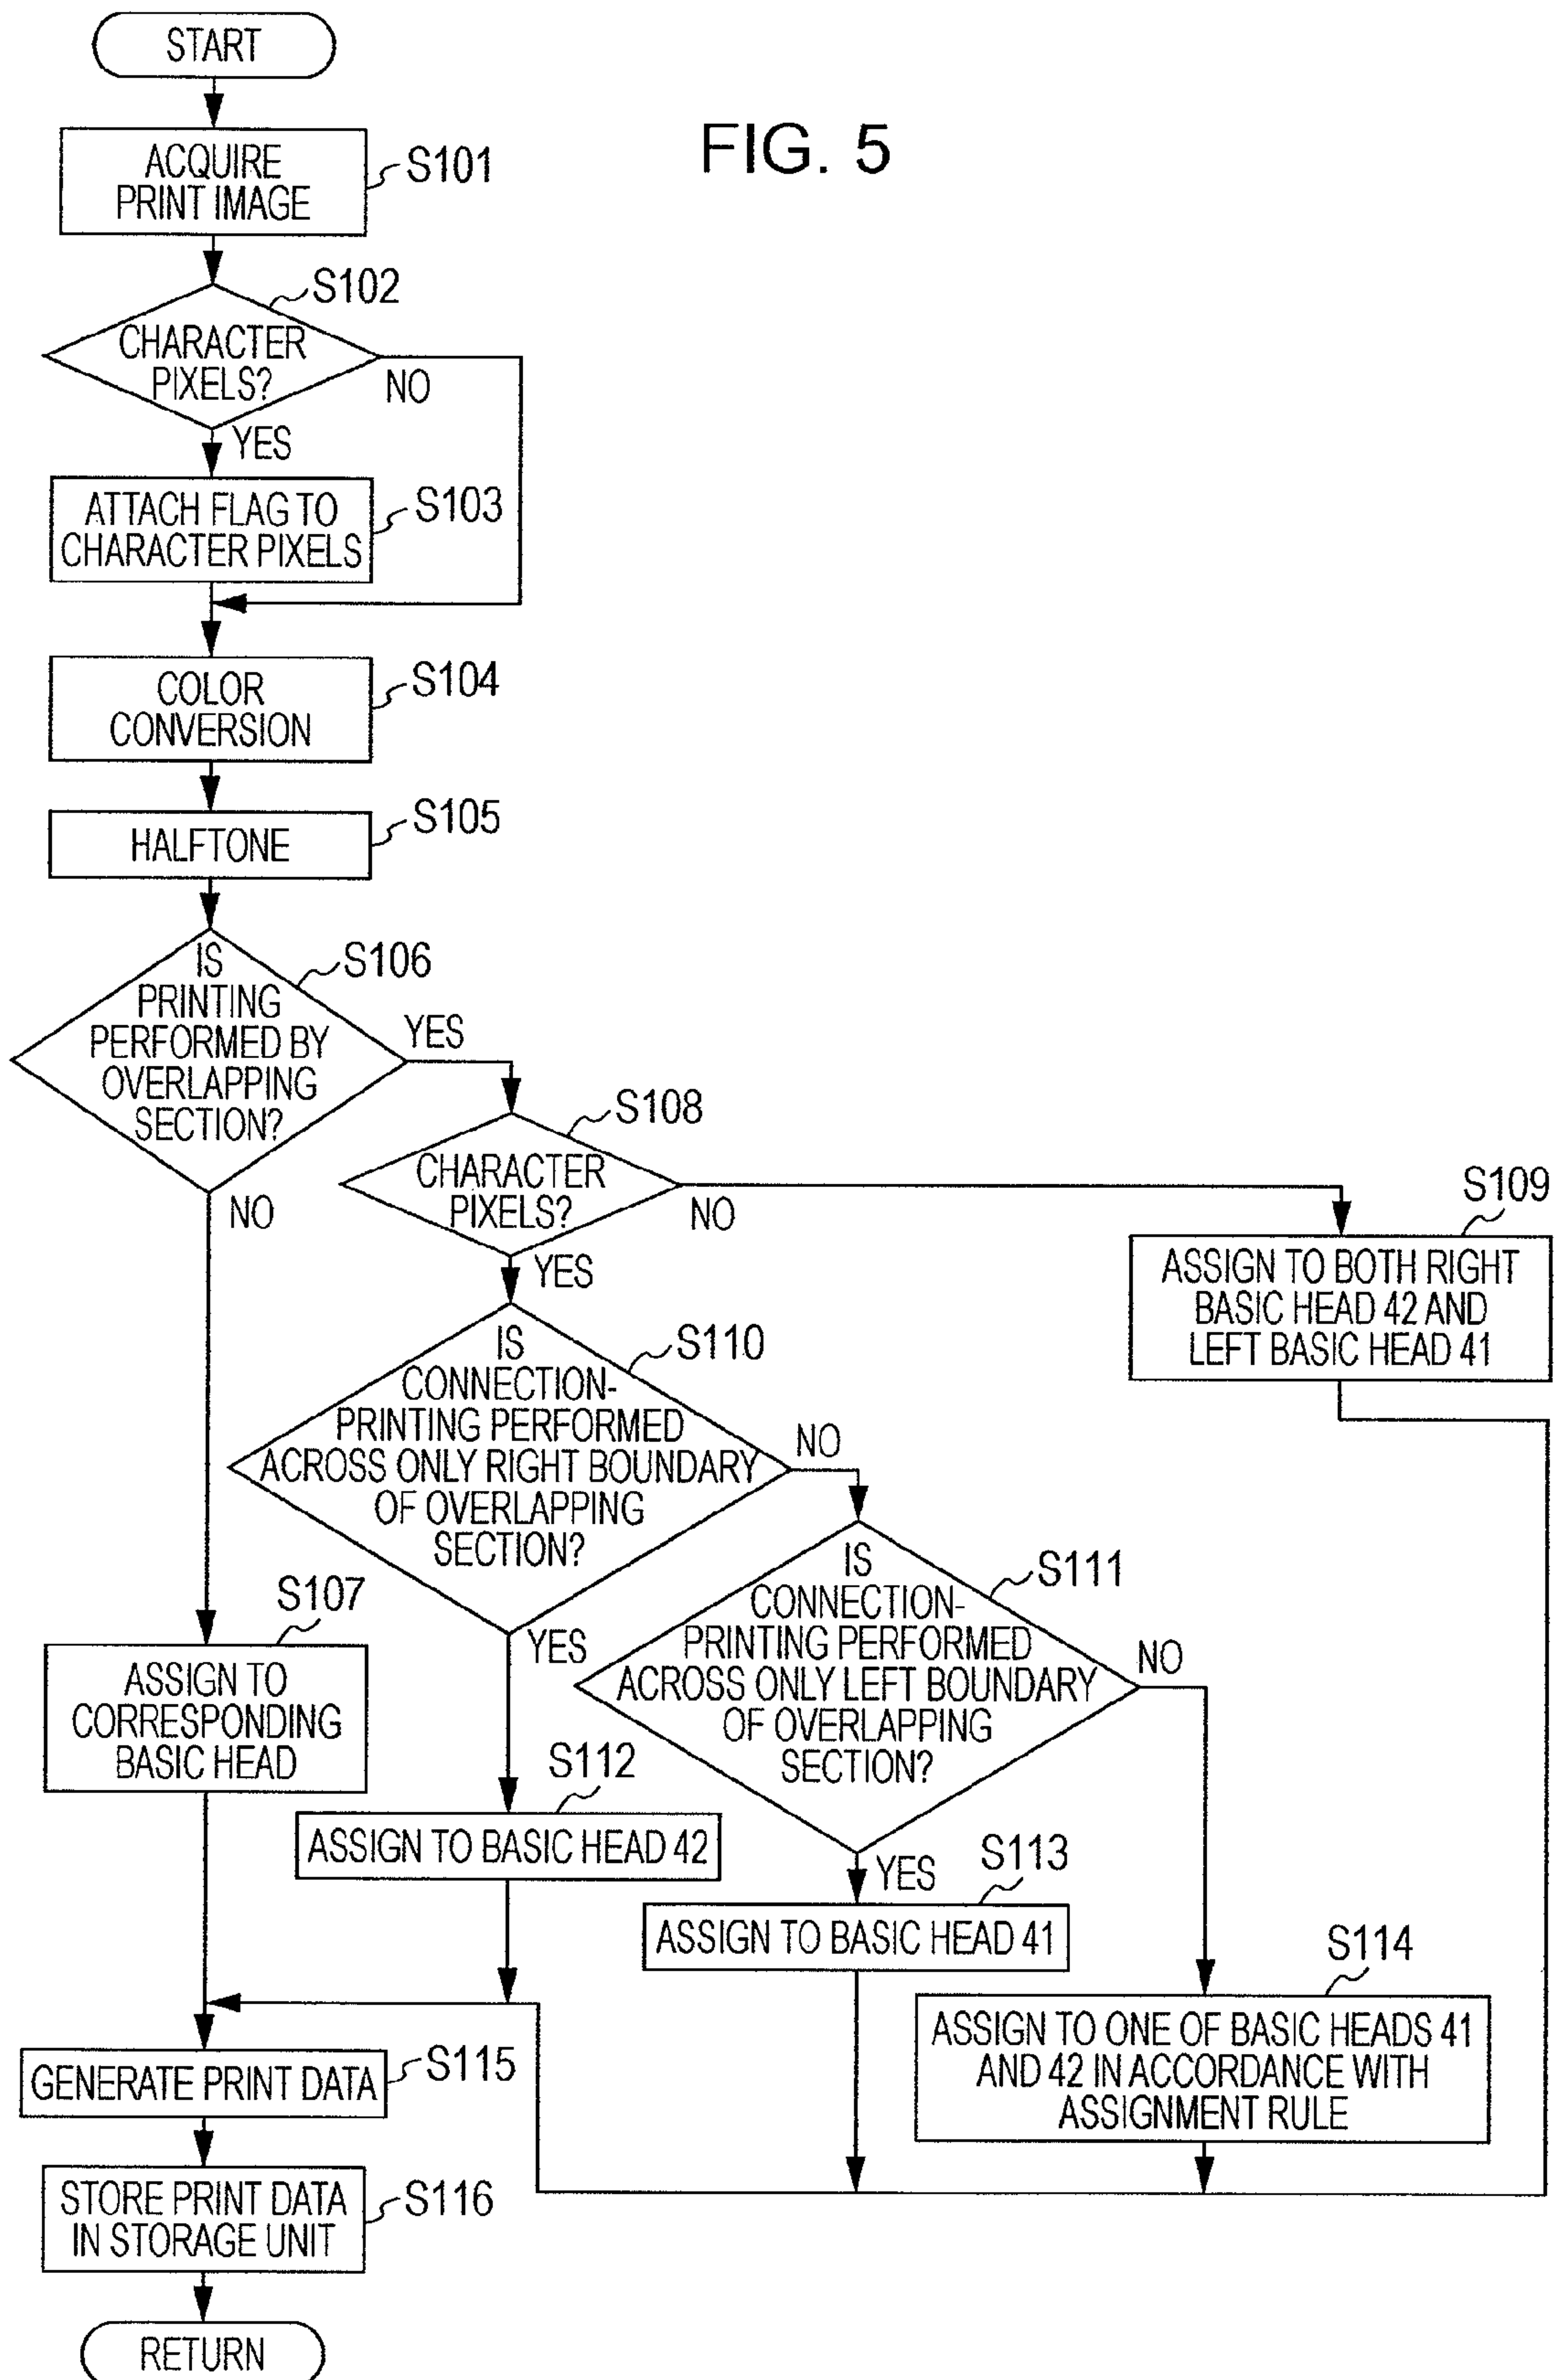 START
FIG. 5
ACQUIRE
PRINT IMAGE
S101
S102
CHARACTER
PIXELS?
NO
YES
ATTACH FLAG TO
CHARACTER PIXELS
S103
COLOR
CONVERSION
S104
HALFTONE
S105
IS
PRINTING
PERFORMED BY
OVERLAPPING
SECTION?
S106
YES
NO
S108
CHARACTER
PIXELS?
NO
YES
S109
ASSIGN TO BOTH RIGHT
BASIC HEAD 42 AND
LEFT BASIC HEAD 41
IS
CONNECTION-
PRINTING PERFORMED
ACROSS ONLY RIGHT BOUNDARY
OF OVERLAPPING
SECTION?
S110
NO
YES
IS
CONNECTION-
PRINTING PERFORMED
ACROSS ONLY LEFT BOUNDARY
OF OVERLAPPING
SECTION?
S111
NO
YES
S107
ASSIGN TO
CORRESPONDING
BASIC HEAD
S112
ASSIGN TO BASIC HEAD 42
S113
ASSIGN TO BASIC HEAD 41
S114
ASSIGN TO ONE OF BASIC HEADS 41
AND 42 IN ACCORDANCE WITH
ASSIGNMENT RULE
GENERATE PRINT DATA
S115
STORE PRINT DATA
IN STORAGE UNIT
S116
RETURN